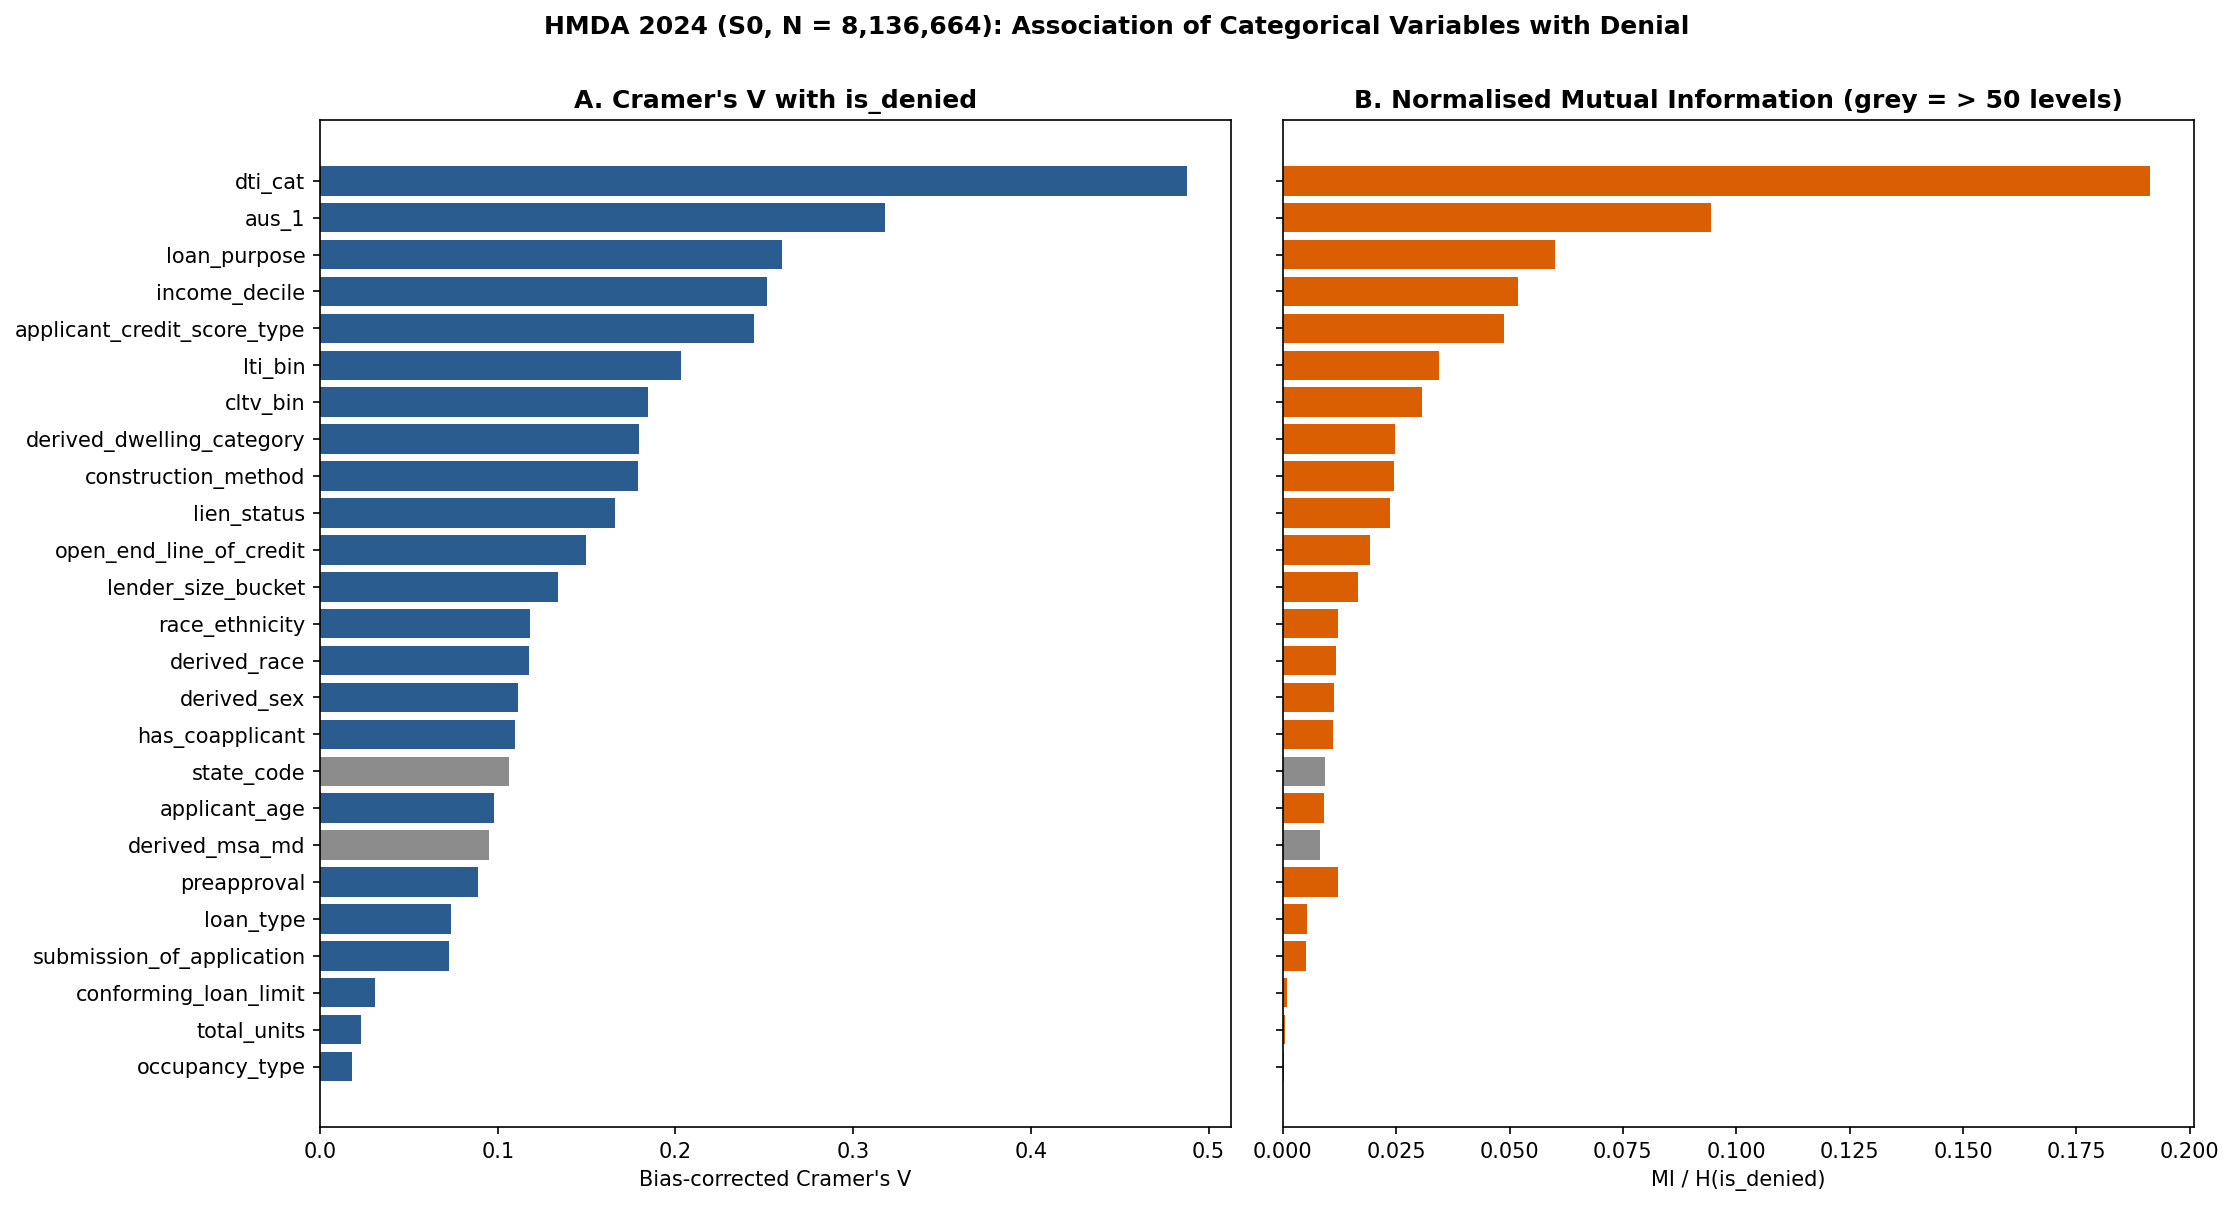 HMDA 2024 (S0, N = 8,136,664): Association of Categorical Variables with Denial
A. Cramer's V with is_denied
dti_cat
aus_1
loan_purpose
income_decile
applicant_credit_score_type
lti_bin
cltv_bin
derived_dwelling_category
construction_method
lien_status
open_end_line_of_credit
lender_size_bucket
race_ethnicity
derived_race
derived_sex
has_coapplicant
state_code
applicant_age
derived_msa_md
preapproval
loan_type
submission_of_application
conforming_loan_limit
total_units
occupancy_type
0.0 0.1 0.2 0.3 0.4 0.5
Bias-corrected Cramer's V
B. Normalised Mutual Information (grey = > 50 levels)
0.000 0.025 0.050 0.075 0.100 0.125 0.150 0.175 0.200
MI / H(is_denied)